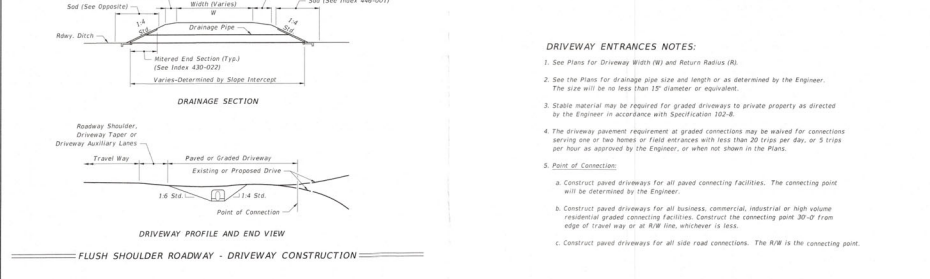 Sod (See Opposite)
Width (Varies)
W
Sod (See Index 446-001)
1:4
Std.
1:4
Std.
Drainage Pipe
Rdwy. Ditch
Mitered End Section (Typ.)
(See Index 430-022)
Varies-Determined by Slope Intercept
DRAINAGE SECTION
Roadway Shoulder,
Driveway Taper or
Driveway Auxiliary Lanes
Travel Way
Paved or Graded Driveway
Existing or Proposed Drive
1:6 Std.
1:4 Std.
Point of Connection
DRIVEWAY PROFILE AND END VIEW
FLUSH SHOULDER ROADWAY - DRIVEWAY CONSTRUCTION
DRIVEWAY ENTRANCES NOTES:
1. See Plans for Driveway Width (W) and Return Radius (R).
2. See the Plans for drainage pipe size and length or as determined by the Engineer.
The size will be no less than 15" diameter or equivalent.
3. Stable material may be required for graded driveways to private property as directed
by the Engineer in accordance with Specification 102-8.
4. The driveway pavement requirement at graded connections may be waived for connections
serving one or two homes or field entrances with less than 20 trips per day, or 5 trips
per hour as approved by the Engineer, or when not shown in the Plans.
5. Point of Connection:
a. Construct paved driveways for all paved connecting facilities. The connecting point
will be determined by the Engineer.
b. Construct paved driveways for all business, commercial, industrial or high volume
residential graded connecting facilities. Construct the connecting point 30'-0" from
edge of travel way or at R/W line, whichever is less.
c. Construct paved driveways for all side road connections. The R/W is the connecting point.